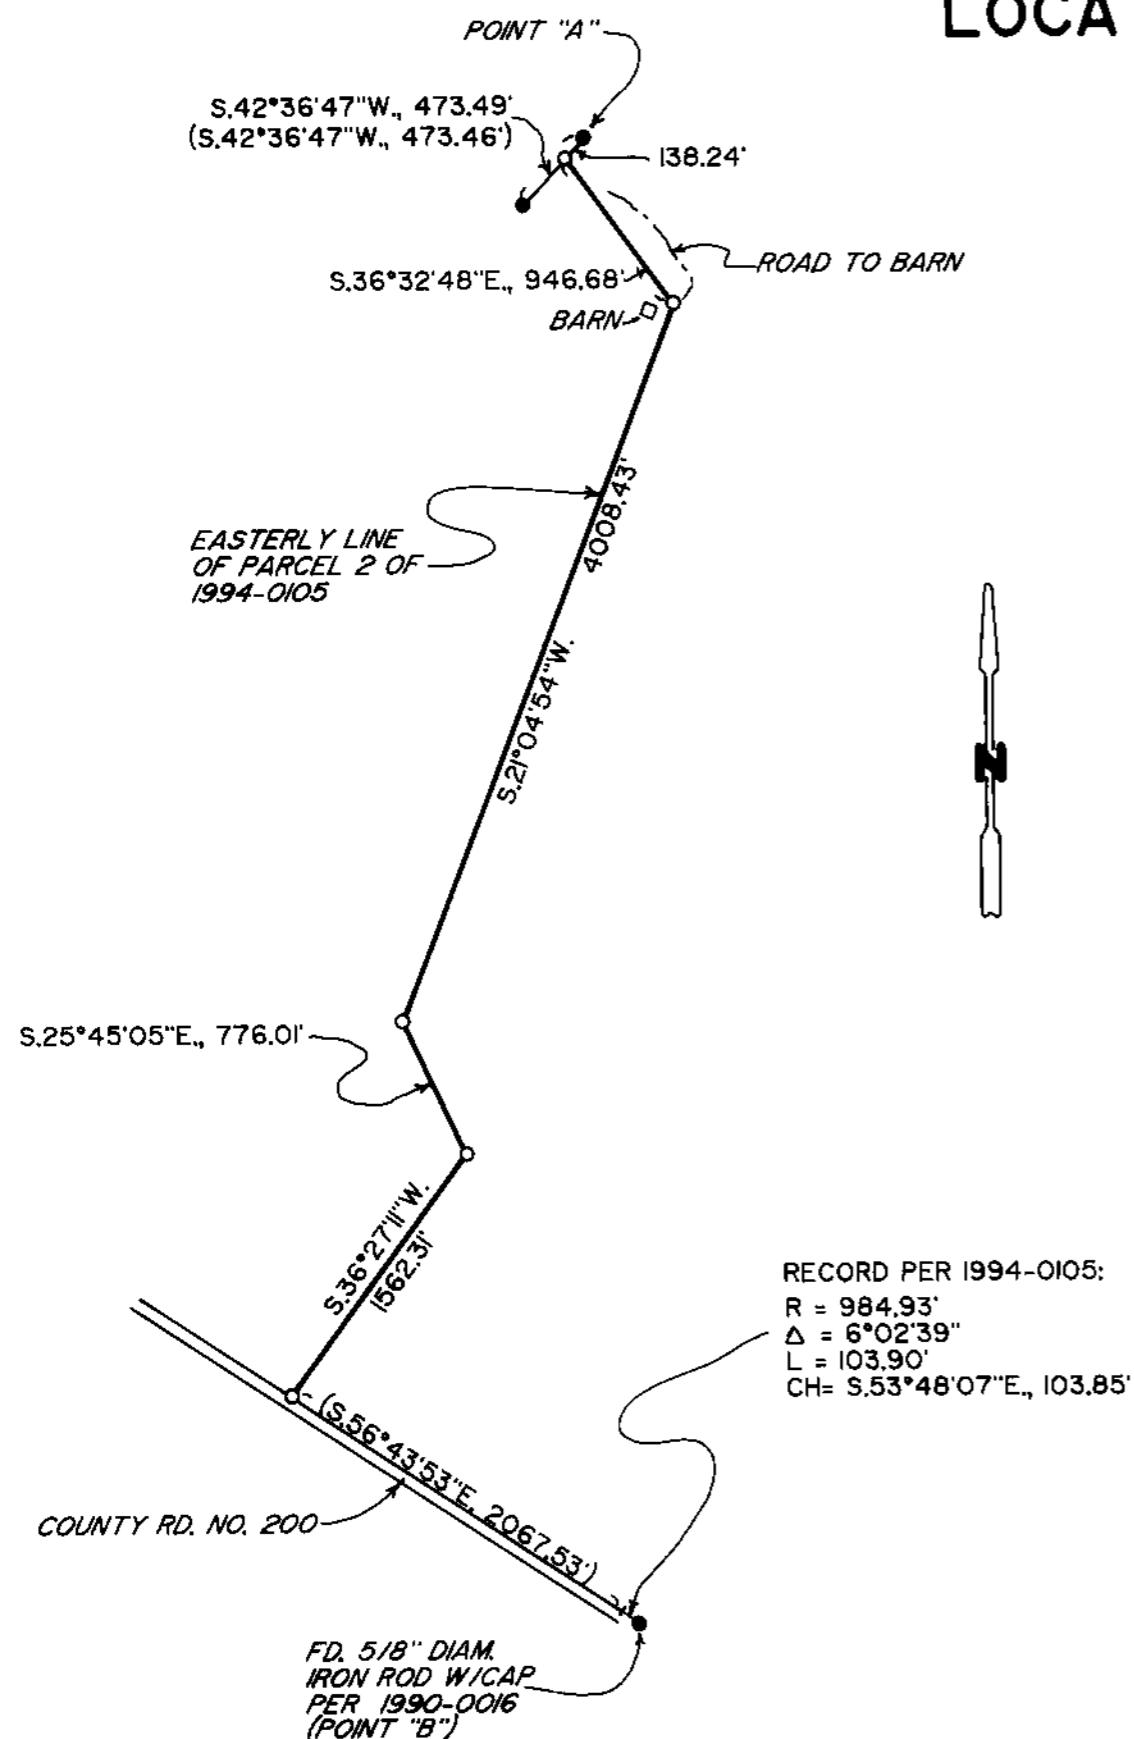 LOCA
POINT "A"
S.42°36'47"W., 473.49'
(S.42°36'47"W., 473.46')
138.24'
ROAD TO BARN
S.36°32'48"E., 946.68'
BARN
4008.43'
EASTERLY LINE
OF PARCEL 2 OF
1994-0105
S.21°04'54"W.
N
S.25°45'05"E., 776.01'
S.36°27'11"W.
1562.31'
RECORD PER 1994-0105:
R = 984.93'
Δ = 6°02'39"
L = 103.90'
CH= S.53°48'07"E., 103.85'
(S.56°43'53"E. 2067.53')
COUNTY RD. NO. 200
FD. 5/8" DIAM.
IRON ROD W/CAP
PER 1990-0016
(POINT "B")